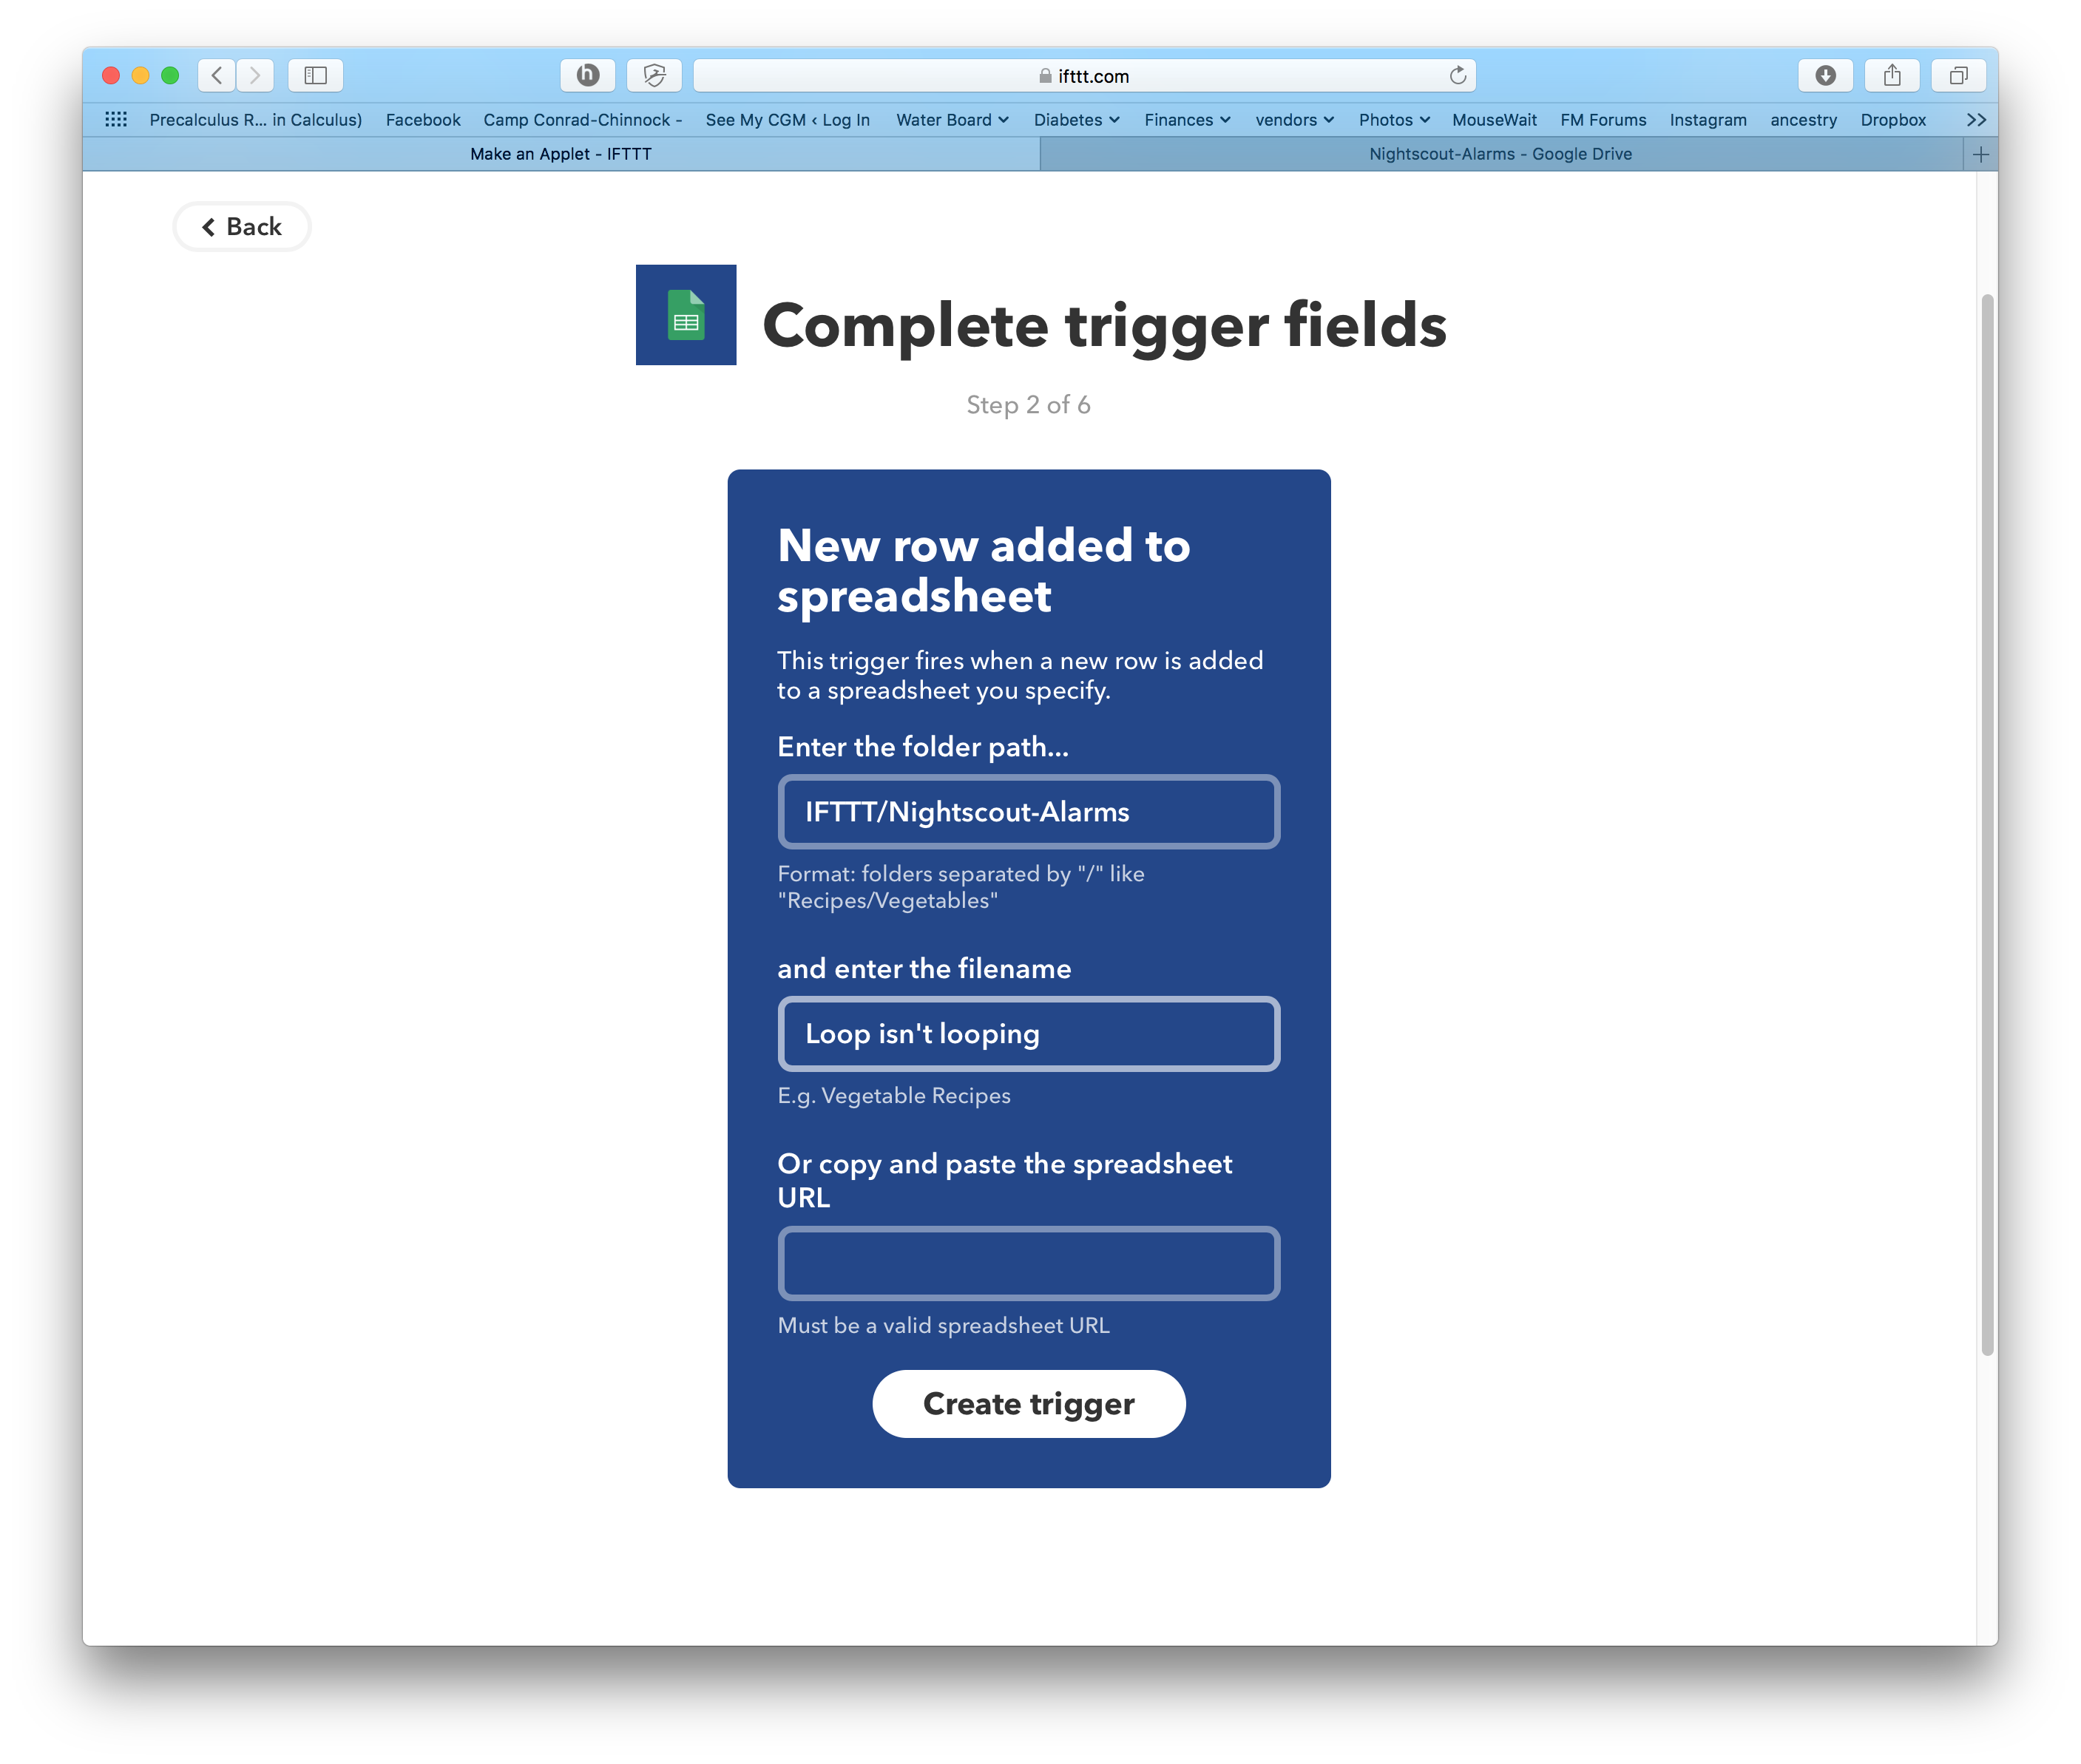 h
ifttt.com
Precalculus R... in Calculus)
Facebook
Camp Conrad-Chinnock -
See My CGM ‹ Log In
Water Board
Diabetes
Finances
vendors
Photos
MouseWait
FM Forums
Instagram
ancestry
Dropbox
Make an Applet - IFTTT
Nightscout-Alarms - Google Drive
Back
Complete trigger fields
Step 2 of 6
New row added to
spreadsheet
This trigger fires when a new row is added
to a spreadsheet you specify.
Enter the folder path...
IFTTT/Nightscout-Alarms
Format: folders separated by "/" like
"Recipes/Vegetables"
and enter the filename
Loop isn't looping
E.g. Vegetable Recipes
Or copy and paste the spreadsheet
URL
Must be a valid spreadsheet URL
Create trigger